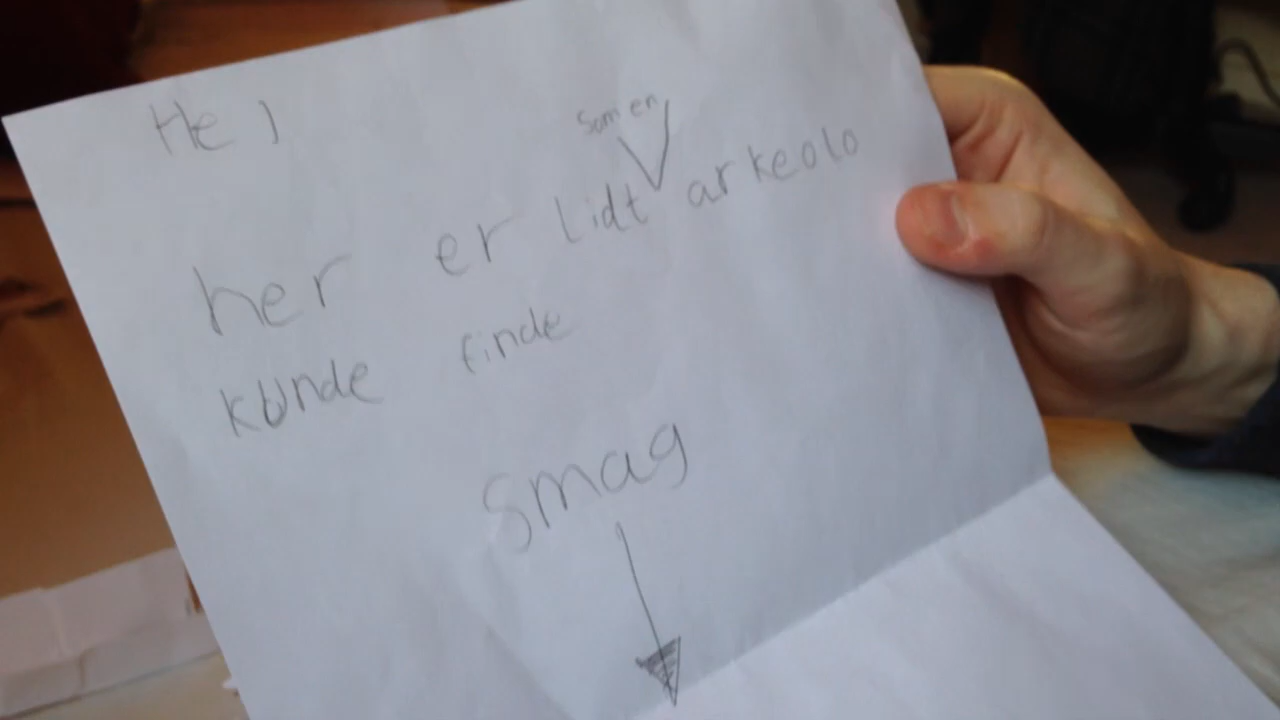 Hej
som en
her er lidt arkeolo
kunde finde
smag